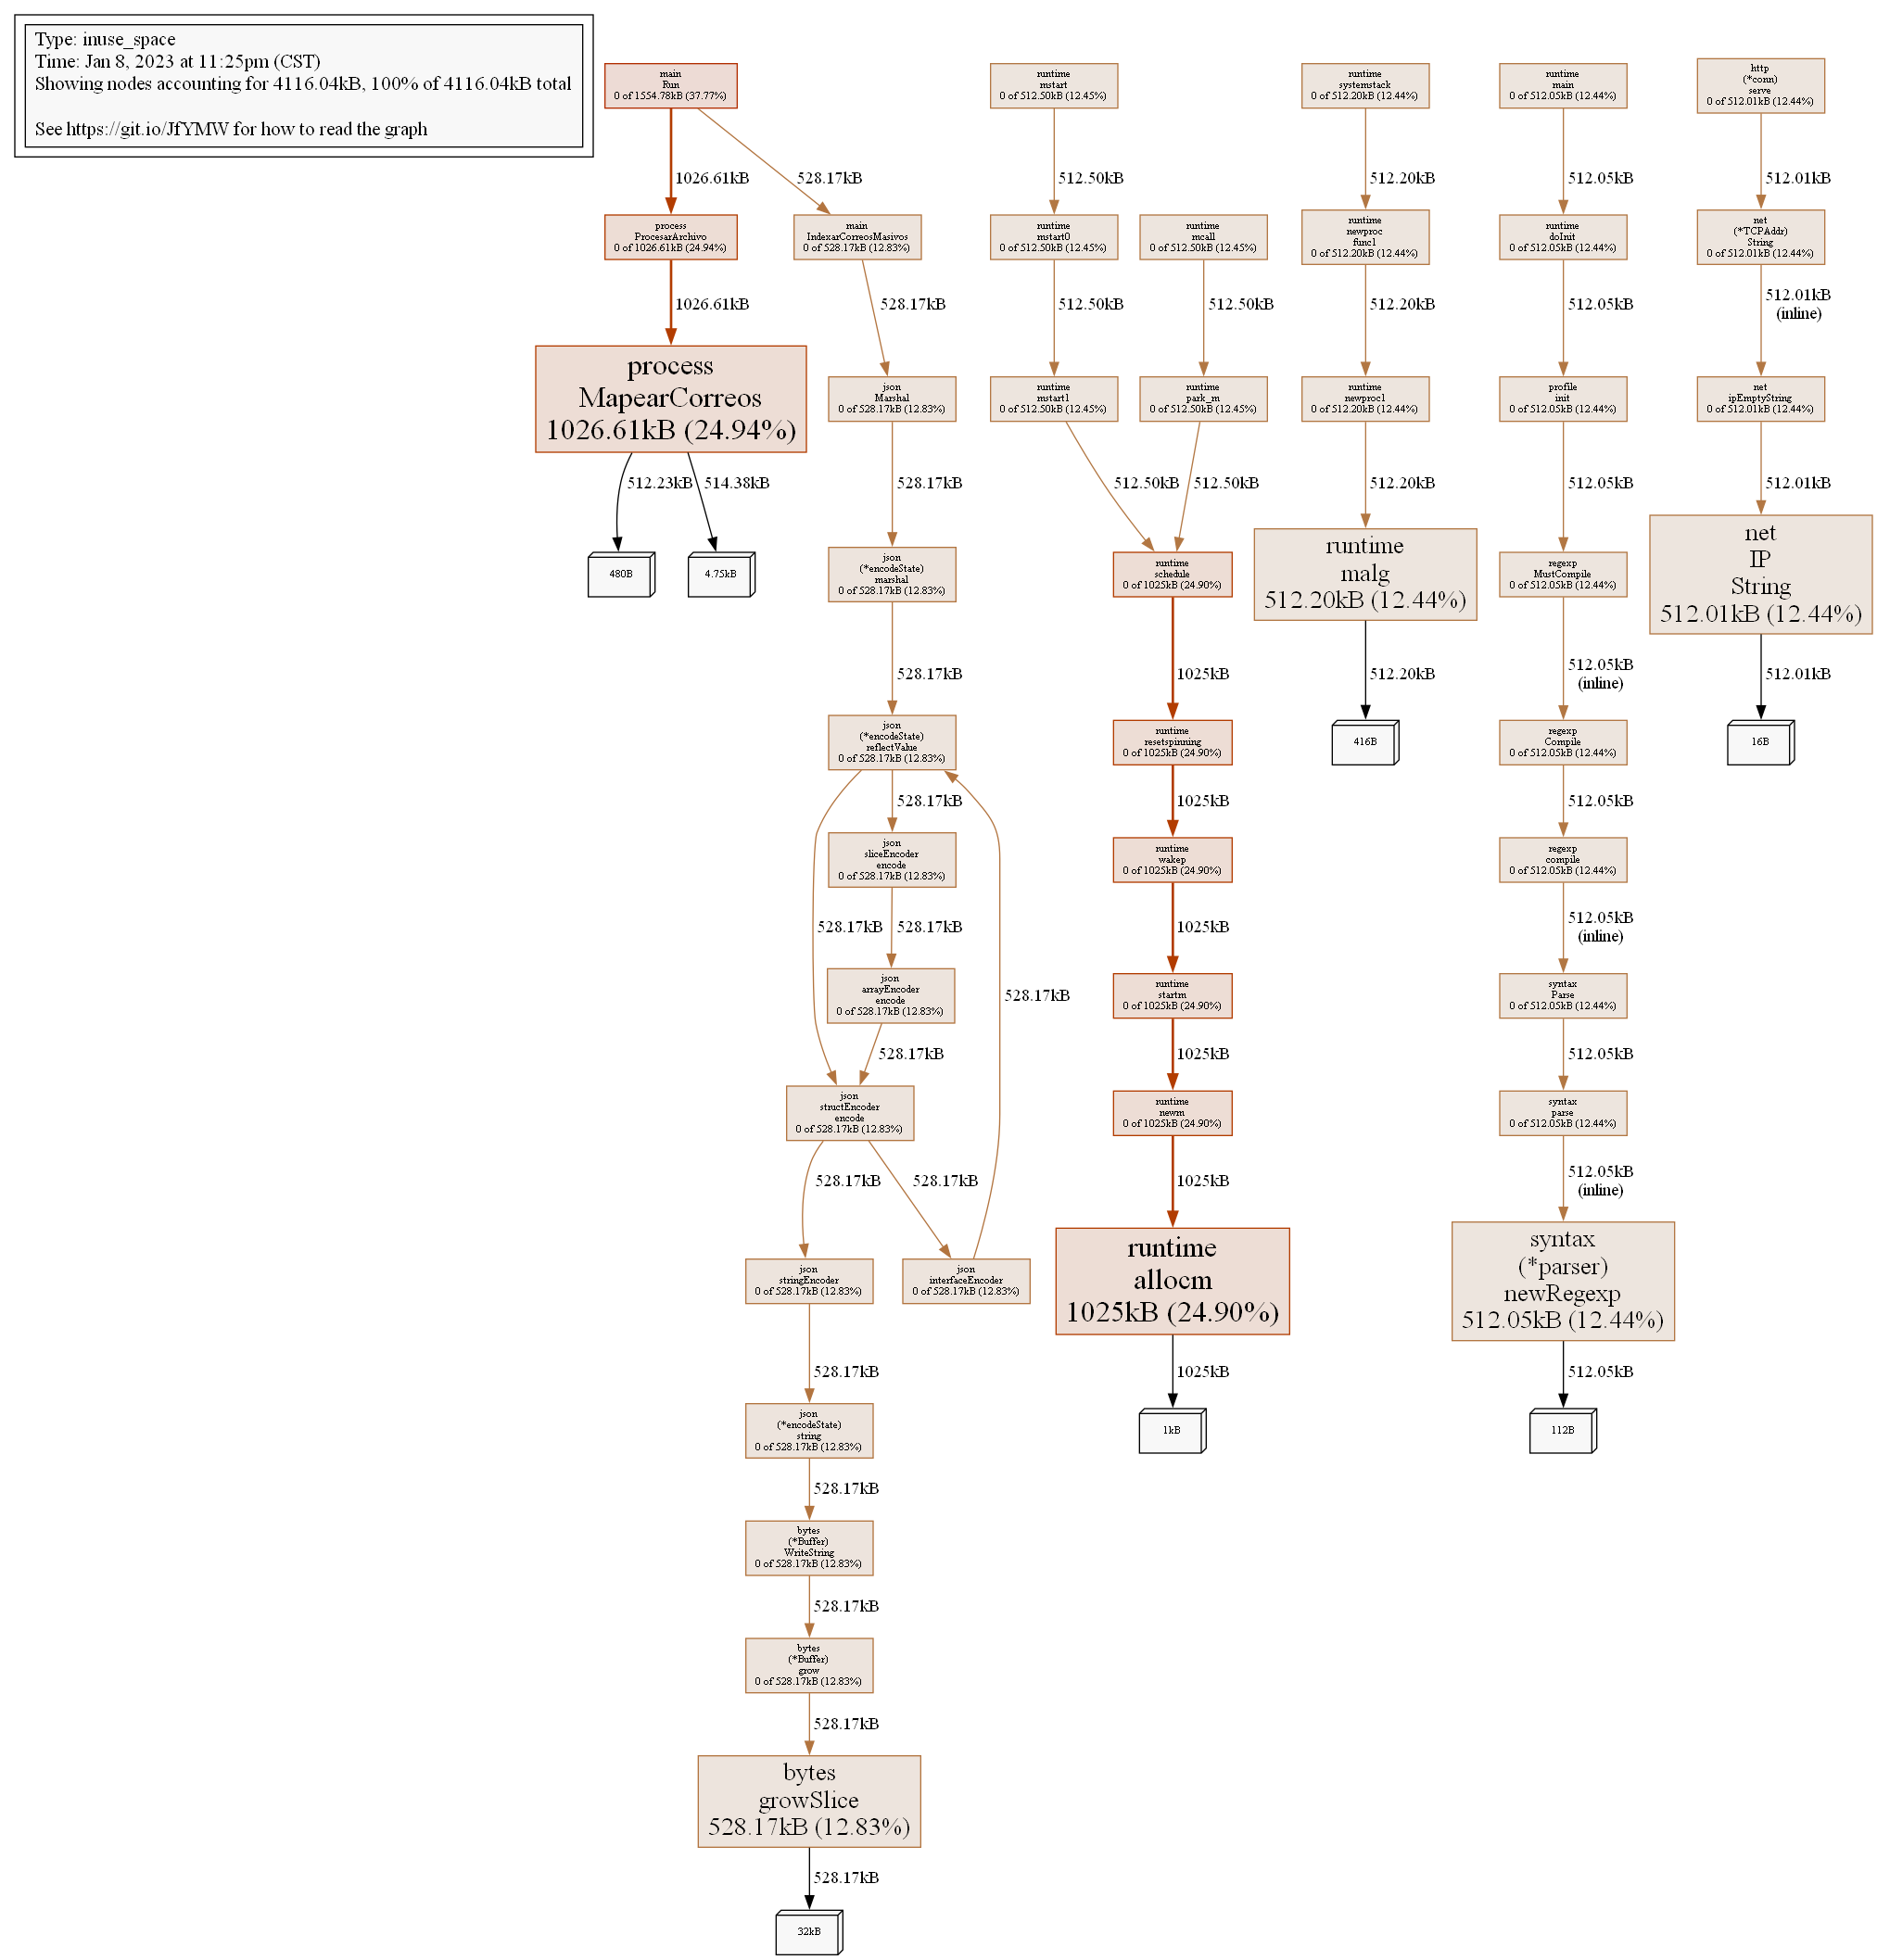 Type: inuse_space
Time: Jan 8, 2023 at 11:25pm (CST)
Showing nodes accounting for 4116.04kB, 100% of 4116.04kB total
See https://git.io/JfYMW for how to read the graph
main
Run
0 of 1554.78kB (37.77%)
runtime
mstart
0 of 512.50kB (12.45%)
runtime
systemstack
0 of 512.20kB (12.44%)
runtime
main
0 of 512.05kB (12.44%)
http
(*conn)
serve
0 of 512.01kB (12.44%)
1026.61kB
528.17kB
512.50kB
512.20kB
512.05kB
512.01kB
process
ProcesarArchivo
0 of 1026.61kB (24.94%)
main
IndexarCorreosMasivos
0 of 528.17kB (12.83%)
runtime
mstart0
0 of 512.50kB (12.45%)
runtime
mcall
0 of 512.50kB (12.45%)
runtime
newproc
func1
0 of 512.20kB (12.44%)
runtime
doInit
0 of 512.05kB (12.44%)
net
(*TCPAddr)
String
0 of 512.01kB (12.44%)
1026.61kB
528.17kB
512.50kB
512.50kB
512.20kB
512.05kB
512.01kB
(inline)
process
MapearCorreos
1026.61kB (24.94%)
json
Marshal
0 of 528.17kB (12.83%)
runtime
mstart1
0 of 512.50kB (12.45%)
runtime
park_m
0 of 512.50kB (12.45%)
runtime
newproc1
0 of 512.20kB (12.44%)
profile
init
0 of 512.05kB (12.44%)
net
ipEmptyString
0 of 512.01kB (12.44%)
512.23kB
514.38kB
528.17kB
512.50kB
512.50kB
512.20kB
512.05kB
512.01kB
480B
4.75kB
json
(*encodeState)
marshal
0 of 528.17kB (12.83%)
runtime
schedule
0 of 1025kB (24.90%)
runtime
malg
512.20kB (12.44%)
regexp
MustCompile
0 of 512.05kB (12.44%)
net
IP
String
512.01kB (12.44%)
528.17kB
1025kB
512.20kB
512.05kB
(inline)
512.01kB
json
(*encodeState)
reflectValue
0 of 528.17kB (12.83%)
runtime
resetspinning
0 of 1025kB (24.90%)
416B
regexp
Compile
0 of 512.05kB (12.44%)
16B
528.17kB
1025kB
512.05kB
json
sliceEncoder
encode
0 of 528.17kB (12.83%)
runtime
wakep
0 of 1025kB (24.90%)
regexp
compile
0 of 512.05kB (12.44%)
528.17kB
528.17kB
1025kB
512.05kB
(inline)
json
arrayEncoder
encode
0 of 528.17kB (12.83%)
528.17kB
runtime
startm
0 of 1025kB (24.90%)
syntax
Parse
0 of 512.05kB (12.44%)
528.17kB
1025kB
512.05kB
json
structEncoder
encode
0 of 528.17kB (12.83%)
runtime
newm
0 of 1025kB (24.90%)
syntax
parse
0 of 512.05kB (12.44%)
528.17kB
528.17kB
1025kB
512.05kB
(inline)
json
stringEncoder
0 of 528.17kB (12.83%)
json
interfaceEncoder
0 of 528.17kB (12.83%)
runtime
allocm
1025kB (24.90%)
syntax
(*parser)
newRegexp
512.05kB (12.44%)
528.17kB
1025kB
512.05kB
json
(*encodeState)
string
0 of 528.17kB (12.83%)
1kB
112B
528.17kB
bytes
(*Buffer)
WriteString
0 of 528.17kB (12.83%)
528.17kB
bytes
(*Buffer)
grow
0 of 528.17kB (12.83%)
528.17kB
bytes
growSlice
528.17kB (12.83%)
528.17kB
32kB